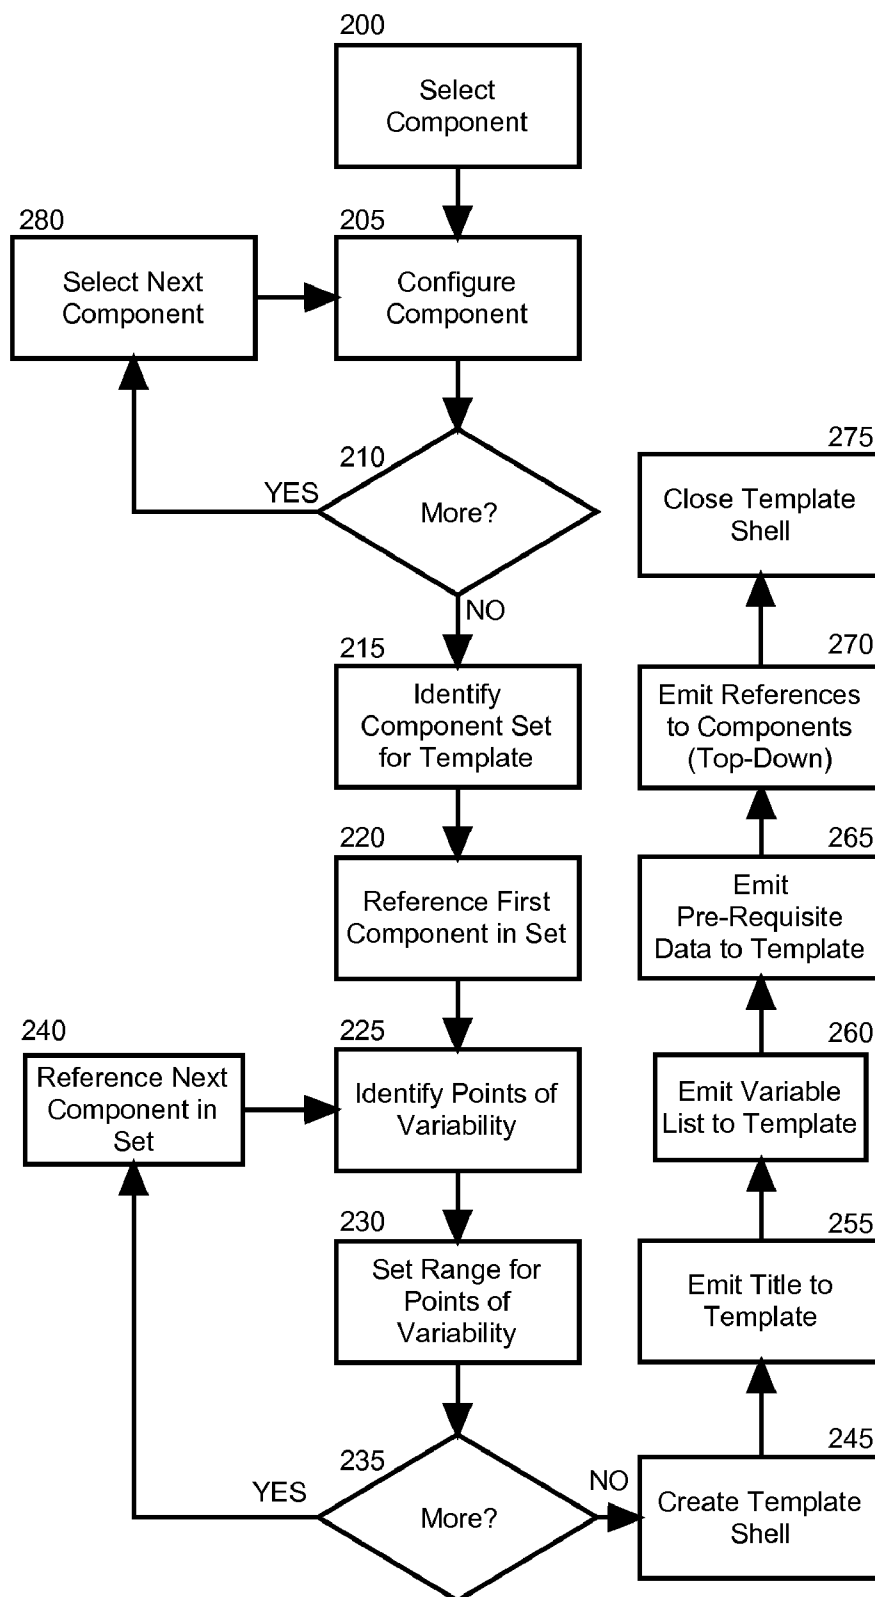 200
Select
Component
280
Select Next
Component
205
Configure
Component
210
YES
More?
NO
215
Identify
Component Set
for Template
220
Reference First
Component in Set
240
Reference Next
Component in
Set
225
Identify Points of
Variability
230
Set Range for
Points of
Variability
235
YES
More?
NO
245
Create Template
Shell
255
Emit Title to
Template
260
Emit Variable
List to Template
265
Emit
Pre-Requisite
Data to Template
270
Emit References
to Components
(Top-Down)
275
Close Template
Shell